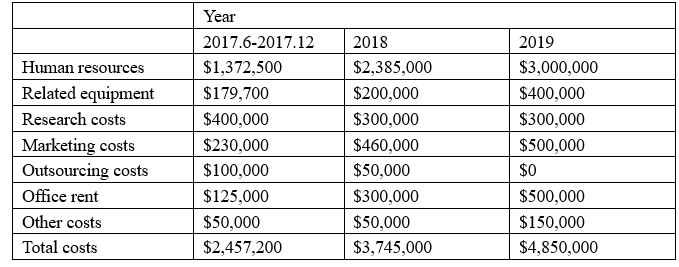 Year
2017.6-2017.12 2018 2019
Human resources $1,372,500 $2,385,000 $3,000,000
Related equipment $179,700 $200,000 $400,000
Research costs $400,000 $300,000 $300,000
Marketing costs $230,000 $460,000 $500,000
Outsourcing costs $100,000 $50,000 $0
Office rent $125,000 $300,000 $500,000
Other costs $50,000 $50,000 $150,000
Total costs $2,457,200 $3,745,000 $4,850,000